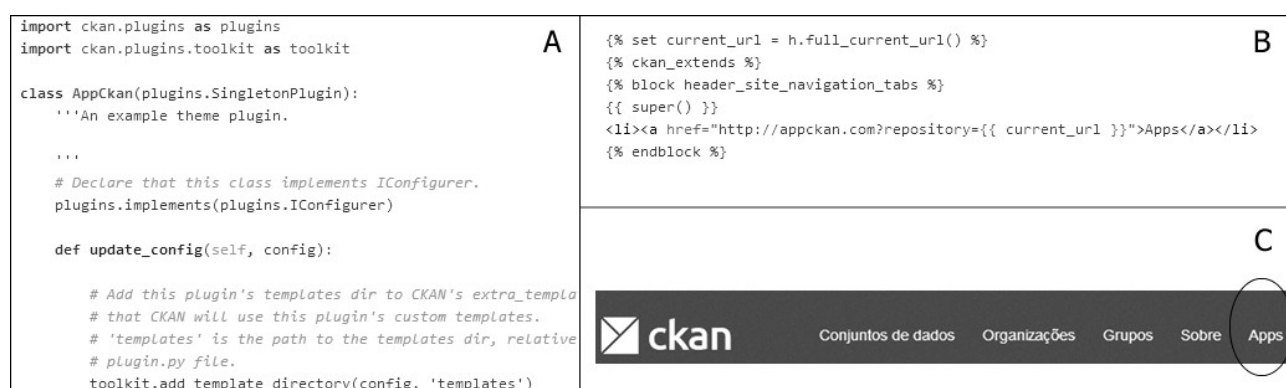 import ckan.plugins as plugins
import ckan.plugins.toolkit as toolkit
A
class AppCkan(plugins.SingletonPlugin):
'''An example theme plugin.
'''
# Declare that this class implements IConfigurer.
plugins.implements(plugins.IConfigurer)
def update_config(self, config):
# Add this plugin's templates dir to CKAN's extra_templa
# that CKAN will use this plugin's custom templates.
# 'templates' is the path to the templates dir, relative
# plugin.py file.
toolkit.add_template_directory(config, 'templates')
B
{% set current_url = h.full_current_url() %}
{% ckan_extends %}
{% block header_site_navigation_tabs %}
{{ super() }}
<li><a href="http://appckan.com?repository={{ current_url }}">Apps</a></li>
{% endblock %}
C
ckan Conjuntos de dados Organizações Grupos Sobre Apps